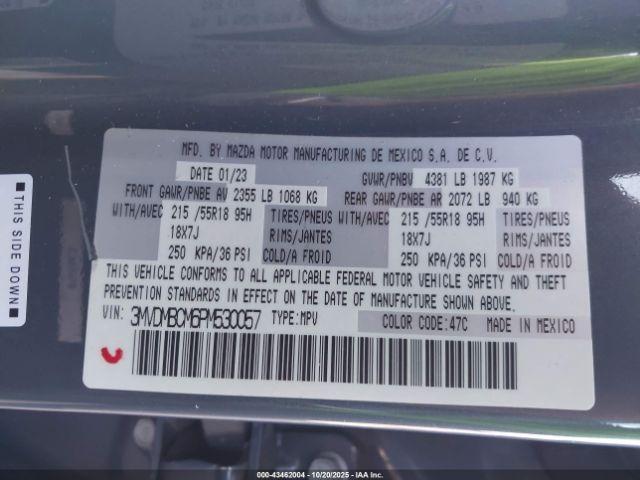 THIS SIDE DOWN
MFD. BY MAZDA MOTOR MANUFACTURING DE MEXICO S.A. DE C.V.
DATE 01/23 GVWR/PNBV 4381 LB 1987 KG
FRONT GAWR/PNBE AV 2355 LB 1068 KG REAR GAWR/PNBE AR 2072 LB 940 KG
WITH/AVEC 215 /55R18 95H TIRES/PNEUS WITH/AVEC 215 /55R18 95H TIRES/PNEUS
18X7J RIMS/JANTES 18X7J RIMS/JANTES
250 KPA/36 PSI COLD/A FROID 250 KPA/36 PSI COLD/A FROID
THIS VEHICLE CONFORMS TO ALL APPLICABLE FEDERAL MOTOR VEHICLE SAFETY AND THEFT
PREVENTION STANDARDS IN EFFECT ON THE DATE OF MANUFACTURE SHOWN ABOVE.
VIN: 3MVDMBCM6PM530057 TYPE:MPV COLOR CODE:47C MADE IN MEXICO
000-43462004 | 10/20/2025 - IAA Inc.